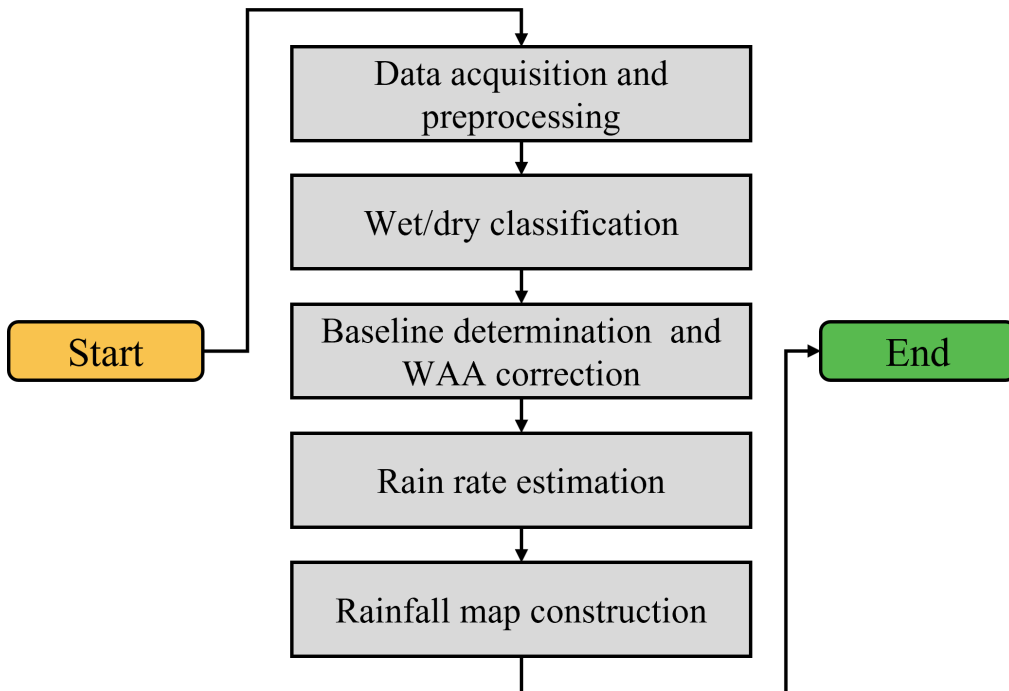 Start
Data acquisition and
preprocessing
Wet/dry classification
Baseline determination  and
WAA correction
Rain rate estimation
Rainfall map construction
End